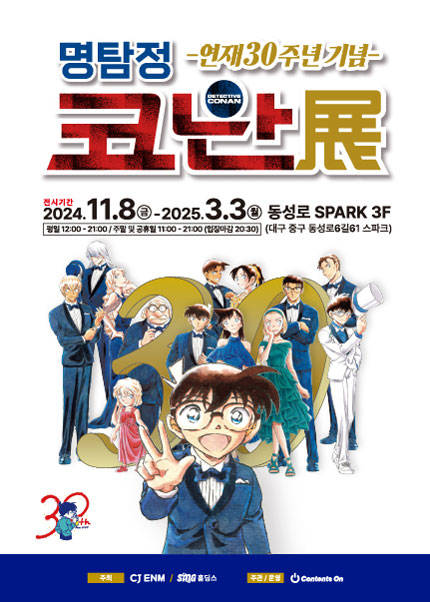 명탐정 -연재30주년 기념-
DETECTIVE
CONAN
코난展
전시기간
2024.11.8㊎-2025.3.3㊊ 동성로 SPARK 3F
평일 12:00 - 21:00 / 주말 및 공휴일 11:00 - 21:00 (입장마감 20:30) (대구 중구 동성로6길61 스파크)
30
30th
주최 CJ ENM / 홀딩스 주관 / 운영 Contents On